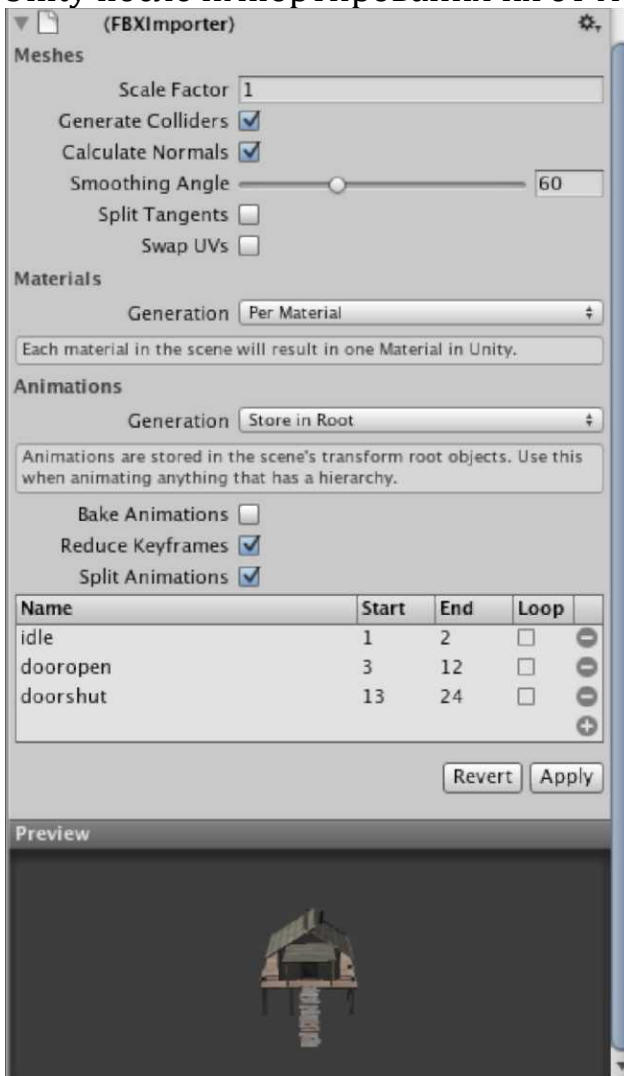 Unity после импортирования
(FBXImporter)
Meshes
Scale Factor 1
Generate Colliders
Calculate Normals
Smoothing Angle 60
Split Tangents
Swap UVs
Materials
Generation Per Material
Each material in the scene will result in one Material in Unity.
Animations
Generation Store in Root
Animations are stored in the scene's transform root objects. Use this
when animating anything that has a hierarchy.
Bake Animations
Reduce Keyframes
Split Animations
Name Start End Loop
idle 1 2
dooropen 3 12
doorshut 13 24
Revert Apply
Preview